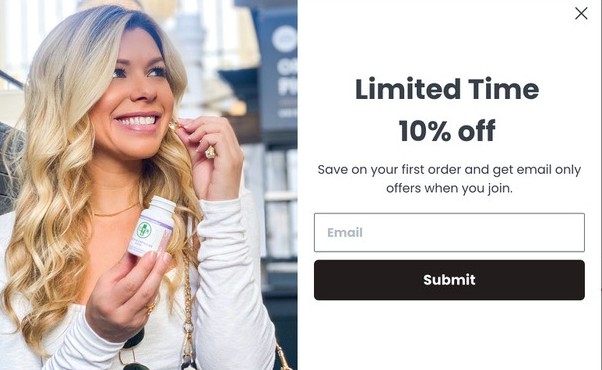 Limited Time
10% off
Save on your first order and get email only
offers when you join.
Email
Submit